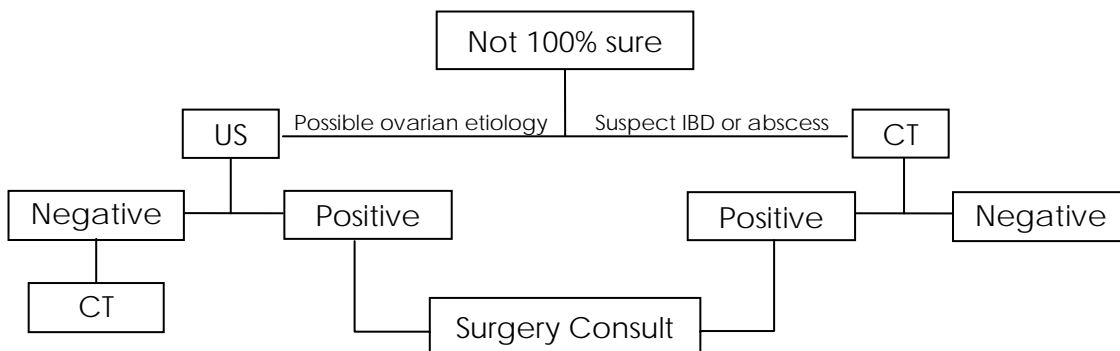 Not 100% sure
US
Possible ovarian etiology
Suspect IBD or abscess
CT
Negative
Positive
Positive
Negative
CT
Surgery Consult